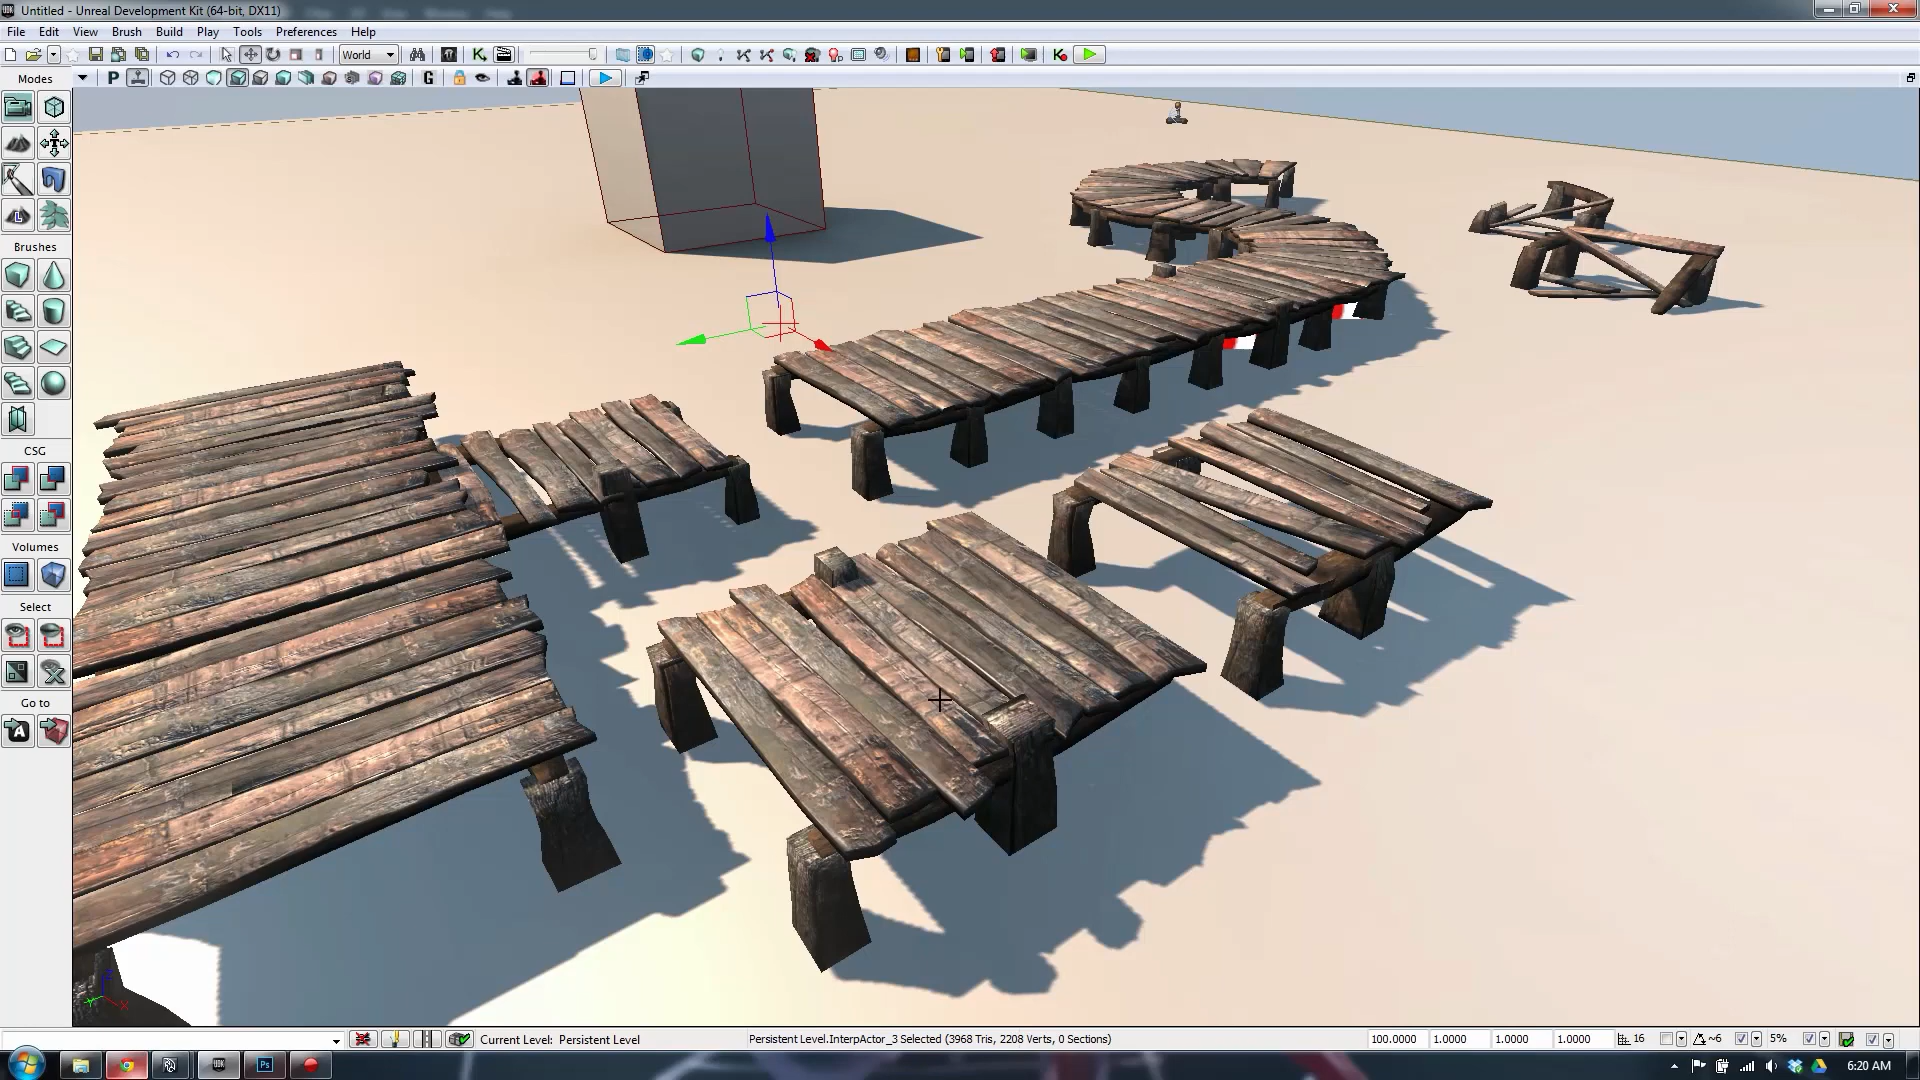 Untitled - Unreal Development Kit (64-bit, DX11)
File Edit View Brush Build Play Tools Preferences Help
World
Modes
P
G
L
Brushes
CSG
Volumes
Select
Go to
A
Current Level: Persistent Level
Persistent Level.InterpActor_3 Selected (3968 Tris, 2208 Verts, 0 Sections)
100.0000 1.0000 1.0000 1.0000 16 ~6 5%
Ps
6:20 AM